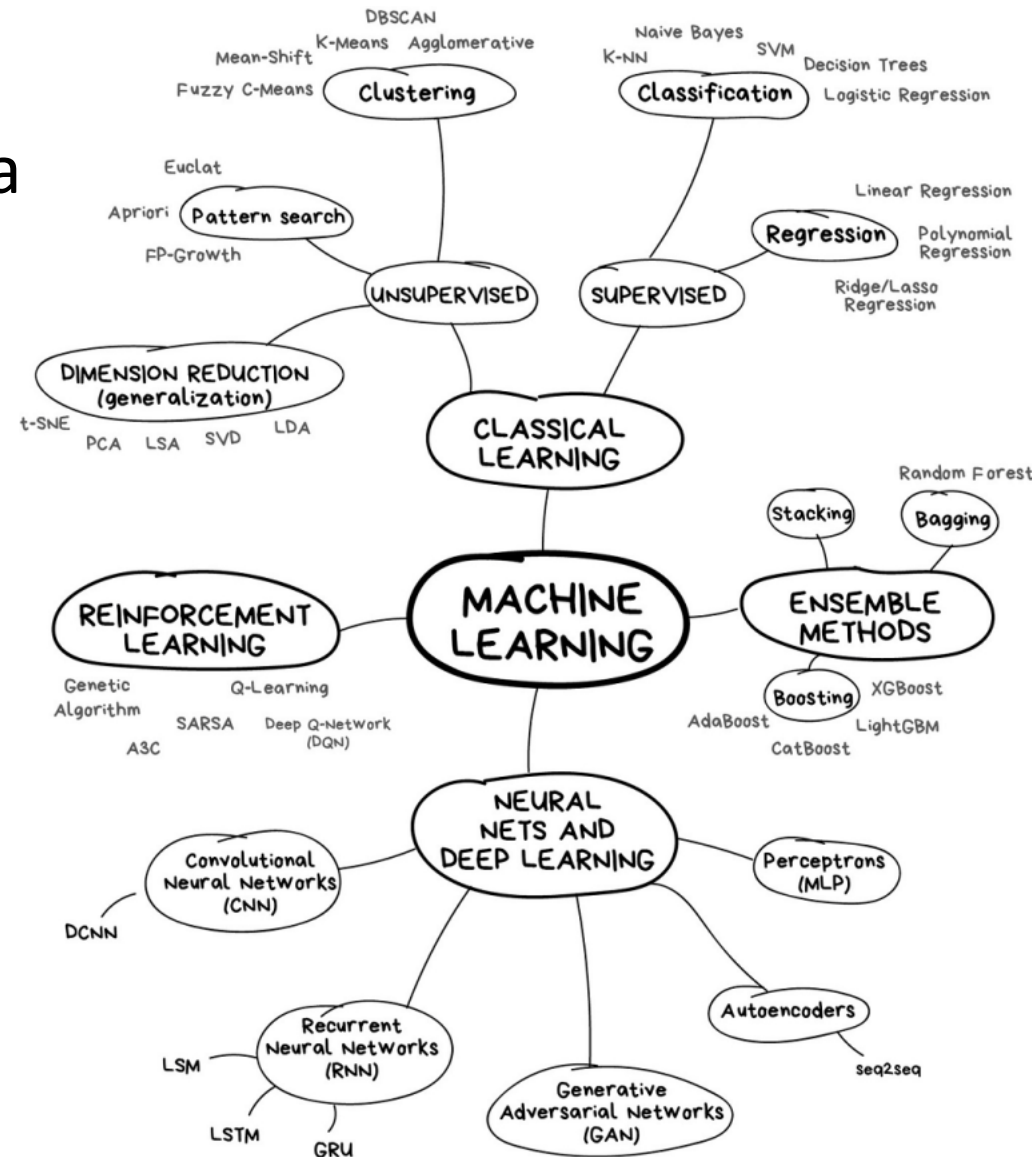 DBSCAN
K-Means
Agglomerative
Mean-Shift
Fuzzy C-Means
Clustering
Naive Bayes
K-NN
SVM
Decision Trees
Logistic Regression
Classification
a
Euclat
Apriori
Pattern search
FP-Growth
Linear Regression
Regression
Polynomial
Regression
Ridge/Lasso
Regression
UNSUPERVISED
SUPERVISED
DIMENSION REDUCTION
(generalization)
t-SNE
PCA
LSA
SVD
LDA
CLASSICAL
LEARNING
Random Forest
Stacking
Bagging
MACHINE
LEARNING
REINFORCEMENT
LEARNING
ENSEMBLE
METHODS
Genetic
Algorithm
Q-Learning
SARSA
Deep Q-Network
(DQN)
A3C
Boosting
XGBoost
AdaBoost
LightGBM
CatBoost
NEURAL
NETS AND
DEEP LEARNING
Convolutional
Neural Networks
(CNN)
DCNN
Perceptrons
(MLP)
Autoencoders
seq2seq
Recurrent
Neural Networks
(RNN)
LSM
LSTM
GRU
Generative
Adversarial Networks
(GAN)